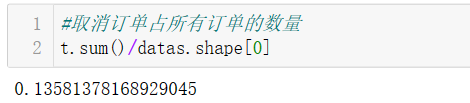 1 #取消订单占所有订单的数量
2 t.sum()/datas.shape[0]
0.13581378168929045